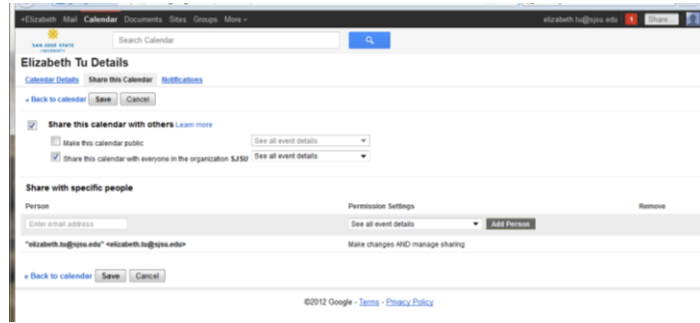 +Elizabeth Mail Calendar Documents Sites Groups More
elizabeth.tu@sjsu.edu 1 Share
SAN JOSÉ STATE
UNIVERSITY
Search Calendar
Elizabeth Tu Details
Calendar Details Share this Calendar Notifications
« Back to calendar Save Cancel
Share this calendar with others Learn more
Make this calendar public See all event details
Share this calendar with everyone in the organization SJSU See all event details
Share with specific people
Person Permission Settings Remove
Enter email address See all event details Add Person
"elizabeth.tu@sjsu.edu" <elizabeth.tu@sjsu.edu> Make changes AND manage sharing
« Back to calendar Save Cancel
©2012 Google - Terms - Privacy Policy